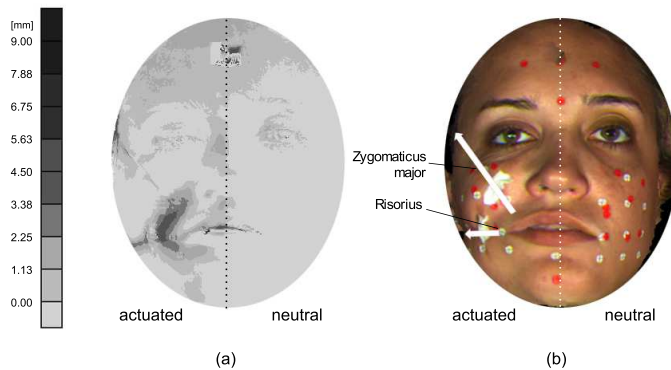 [mm]
9.00
7.88
6.75
5.63
4.50
3.38
2.25
1.13
0.00
actuated neutral
(a)
Zygomaticus
major
Risorius
actuated neutral
(b)